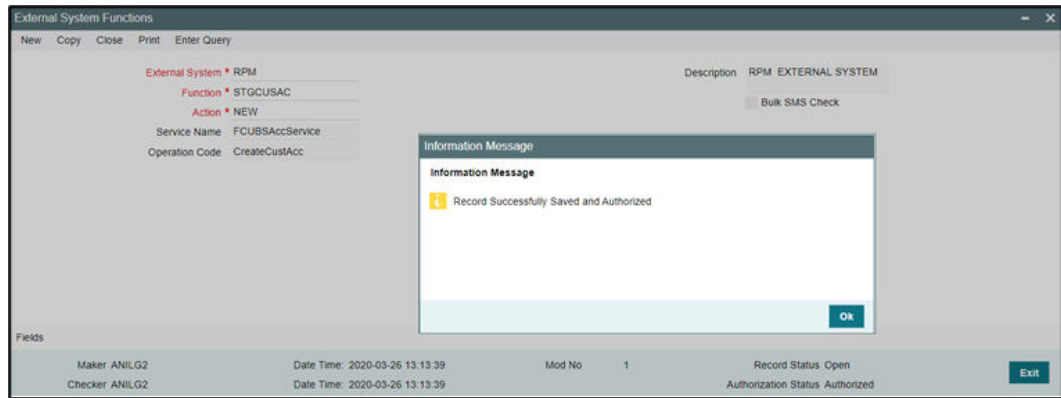 External System Functions
New Copy Close Print Enter Query
External System * RPM
Description RPM EXTERNAL SYSTEM
Function * STGCUSAC
Bulk SMS Check
Action * NEW
Service Name FCUBSAccService
Operation Code CreateCustAcc
Information Message
Information Message
Record Successfully Saved and Authorized
Ok
Fields
Maker ANILG2 Date Time: 2020-03-26 13:13:39 Mod No 1 Record Status Open
Checker ANILG2 Date Time: 2020-03-26 13:13:39 Authorization Status Authorized
Exit